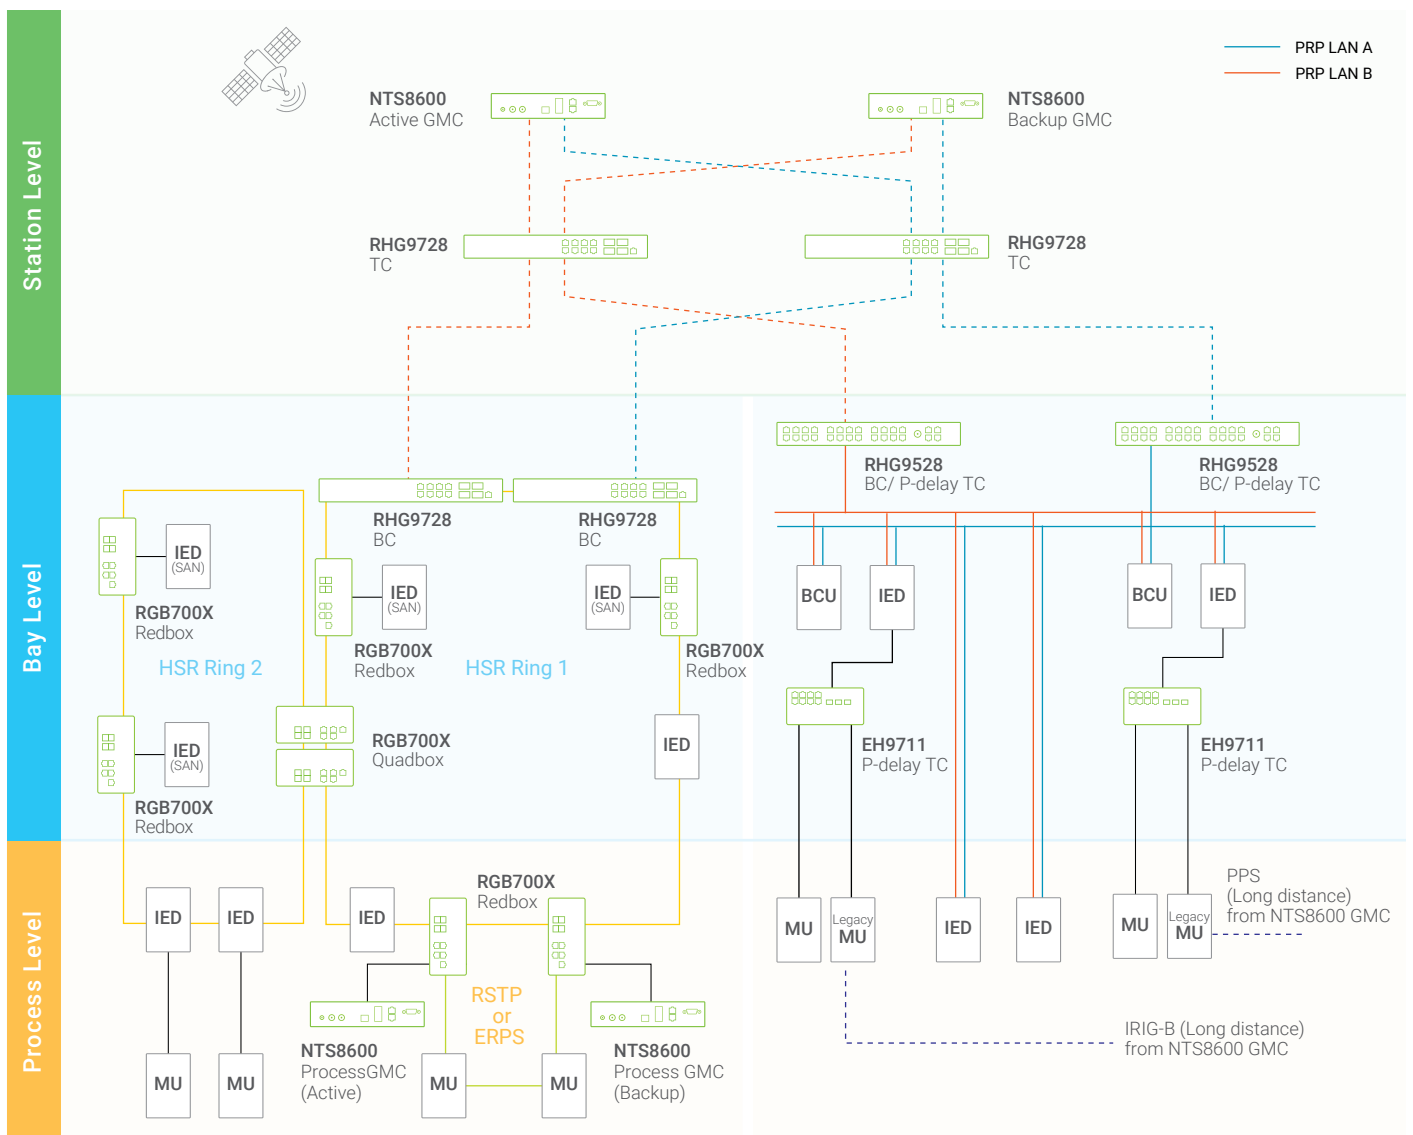 Station Level
PRP LAN A
PRP LAN B
NTS8600
Active GMC
NTS8600
Backup GMC
RHG9728
TC
RHG9728
TC
Bay Level
RHG9528
BC/ P-delay TC
RHG9528
BC/ P-delay TC
RHG9728
BC
RHG9728
BC
IED
(SAN)
IED
(SAN)
IED
(SAN)
BCU
IED
BCU
IED
RGB700X
Redbox
RGB700X
Redbox
RGB700X
Redbox
HSR Ring 2
HSR Ring 1
IED
(SAN)
RGB700X
Quadbox
IED
EH9711
P-delay TC
EH9711
P-delay TC
RGB700X
Redbox
Process Level
RGB700X
Redbox
IED
IED
IED
MU
Legacy
MU
IED
IED
MU
Legacy
MU
PPS
(Long distance)
from NTS8600 GMC
RSTP
or
ERPS
IRIG-B (Long distance)
from NTS8600 GMC
NTS8600
ProcessGMC
(Active)
NTS8600
Process GMC
(Backup)
MU
MU
MU
MU